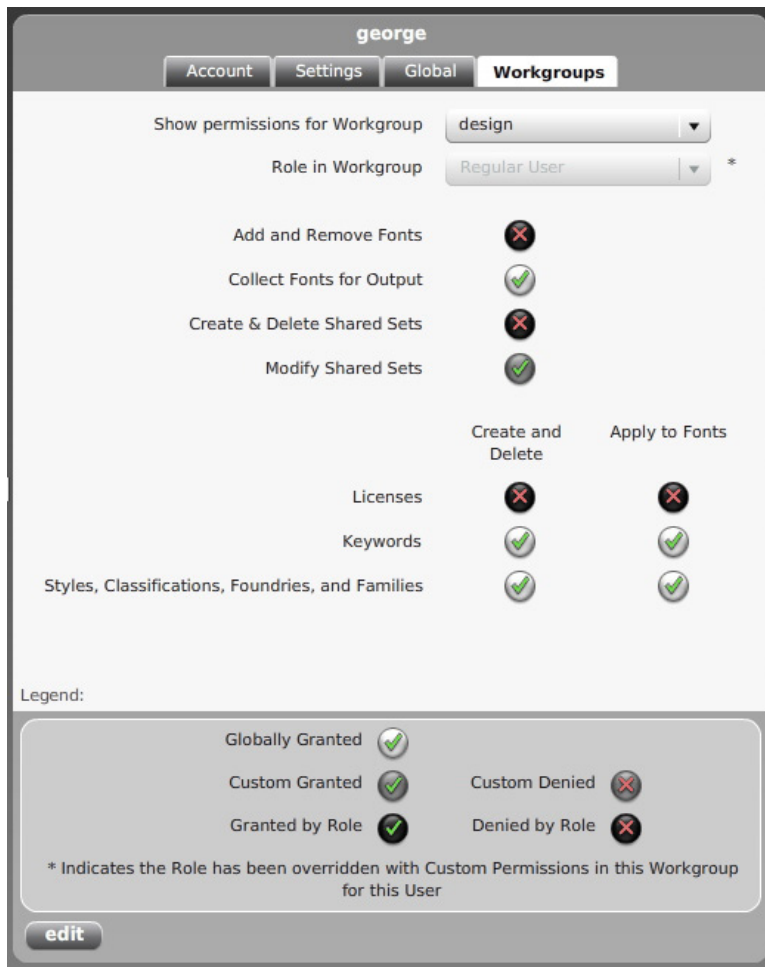 george
Account Settings Global Workgroups
Show permissions for Workgroup design
Role in Workgroup Regular User *
Add and Remove Fonts
Collect Fonts for Output
Create & Delete Shared Sets
Modify Shared Sets
Create and Apply to Fonts
Delete
Licenses
Keywords
Styles, Classifications, Foundries, and Families
Legend:
Globally Granted
Custom Granted Custom Denied
Granted by Role Denied by Role
* Indicates the Role has been overridden with Custom Permissions in this Workgroup
for this User
edit